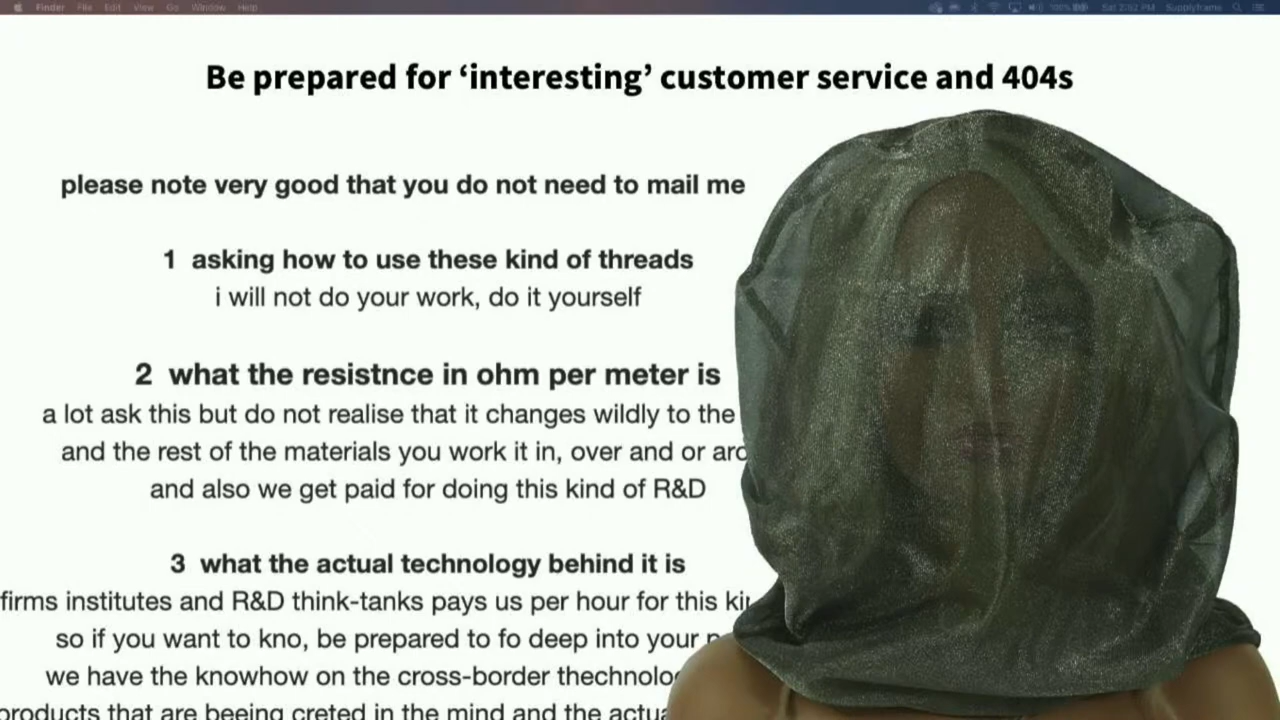 Finder File Edit View Go Window Help 100% Sat 2:52 PM Supplyframe
Be prepared for ‘interesting’ customer service and 404s
please note very good that you do not need to mail me
1 asking how to use these kind of threads
i will not do your work, do it yourself
2 what the resistnce in ohm per meter is
a lot ask this but do not realise that it changes wildly to the
and the rest of the materials you work it in, over and or
and also we get paid for doing this kind of R&D
3 what the actual technology behind it is
firms institutes and R&D think-tanks pays us per hour for this
so if you want to kno, be prepared to fo deep into your
we have the knowhow on the cross-border
products that are beeing creted in the mind and the